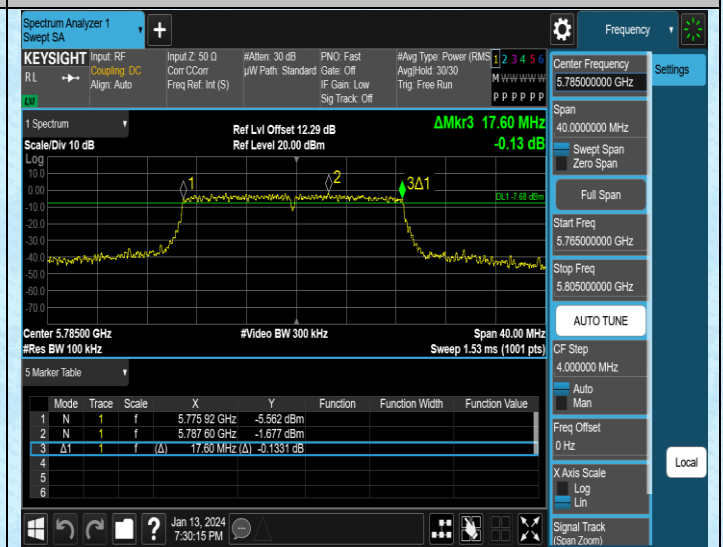 Spectrum Analyzer 1
Swept SA
+
Frequency
KEYSIGHT
R L
LXI
Input: RF
Coupling: DC
Align: Auto
Input Z: 50 Ω
Corr CCorr
Freq Ref: Int (S)
#Atten: 30 dB
µW Path: Standard
PNO: Fast
Gate: Off
IF Gain: Low
Sig Track: Off
#Avg Type: Power (RMS
Avg|Hold: 30/30
Trig: Free Run
1 2 3 4 5 6
M W W W W W
P P P P P P
1 Spectrum
Scale/Div 10 dB
Ref Lvl Offset 12.29 dB
Ref Level 20.00 dBm
ΔMkr3 17.60 MHz
-0.13 dB
Log
10.0
0.00
-10.0
-20.0
-30.0
-40.0
-50.0
-60.0
-70.0
1
2
3Δ1
DL1 -7.68 dBm
Center 5.78500 GHz
#Res BW 100 kHz
#Video BW 300 kHz
Span 40.00 MHz
Sweep 1.53 ms (1001 pts)
5 Marker Table
Mode Trace Scale X Y Function Function Width Function Value
1 N 1 f 5.775 92 GHz -5.562 dBm
2 N 1 f 5.787 60 GHz -1.677 dBm
3 Δ1 1 f (Δ) 17.60 MHz (Δ) -0.1331 dB
4
5
6
Jan 13, 2024
7:30:15 PM
?
Center Frequency
5.785000000 GHz
Span
40.0000000 MHz
Swept Span
Zero Span
Full Span
Start Freq
5.765000000 GHz
Stop Freq
5.805000000 GHz
AUTO TUNE
CF Step
4.000000 MHz
Auto
Man
Freq Offset
0 Hz
X Axis Scale
Log
Lin
Signal Track
(Span Zoom)
Settings
Local